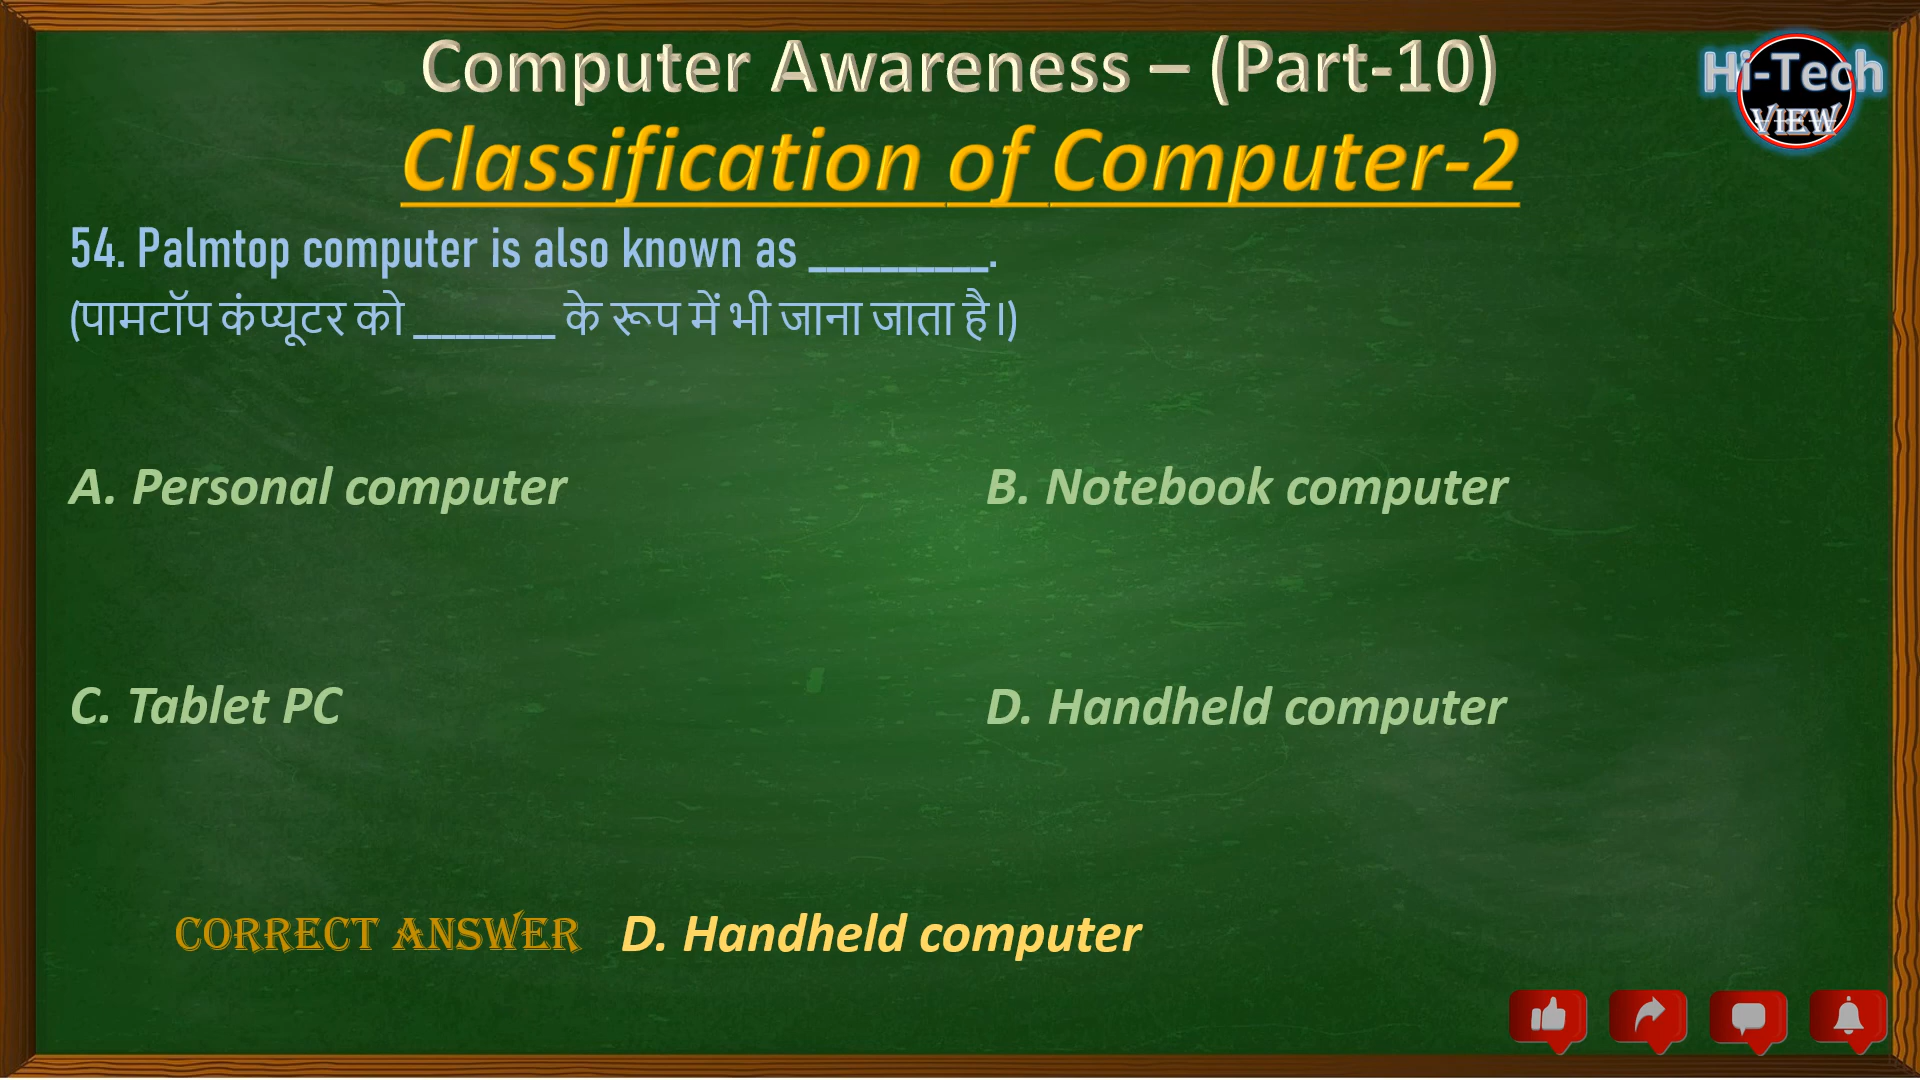 Computer Awareness – (Part-10)
Hi-Tech
VIEW
Classification of Computer-2
54. Palmtop computer is also known as __________.
(पामटॉप कंप्यूटर को ________ के रूप में भी जाना जाता है।)
A. Personal computer
B. Notebook computer
C. Tablet PC
D. Handheld computer
CORRECT ANSWER D. Handheld computer